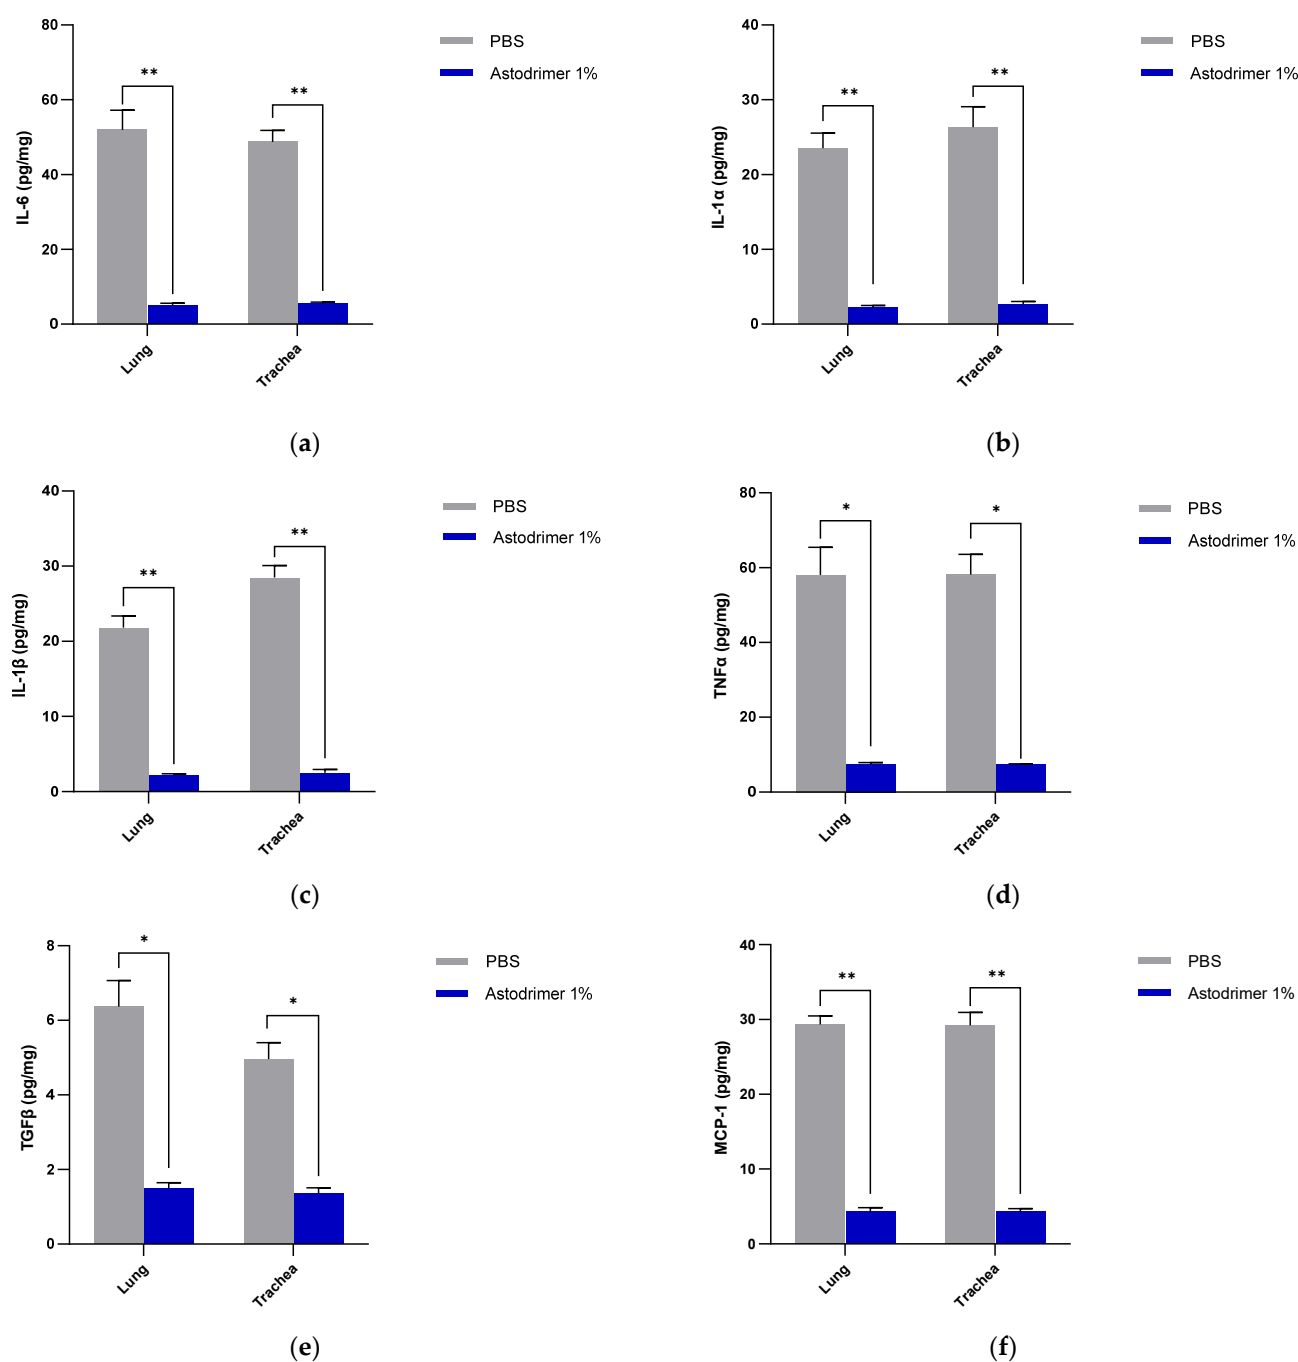 80
60
40
20
0
IL-6 (pg/mg)
**
**
PBS
Astodrimer 1%
Lung
Trachea
(a)
40
30
20
10
0
IL-1α (pg/mg)
**
**
PBS
Astodrimer 1%
Lung
Trachea
(b)
40
30
20
10
0
IL-1β (pg/mg)
**
**
PBS
Astodrimer 1%
Lung
Trachea
(c)
80
60
40
20
0
TNFα (pg/mg)
*
*
PBS
Astodrimer 1%
Lung
Trachea
(d)
8
6
4
2
0
TGFβ (pg/mg)
*
*
PBS
Astodrimer 1%
Lung
Trachea
(e)
40
30
20
10
0
MCP-1 (pg/mg)
**
**
PBS
Astodrimer 1%
Lung
Trachea
(f)